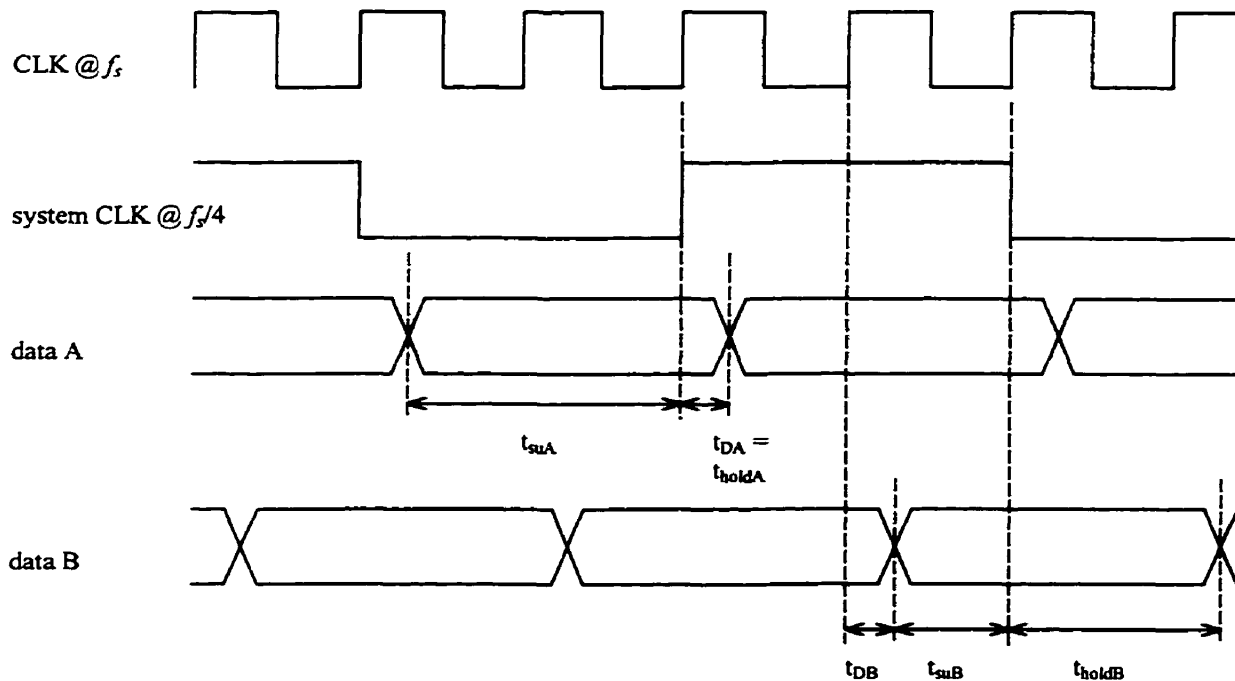 CLK @ fs
system CLK @ fs/4
data A
tsuA
tDA =
tholdA
data B
tDB
tsuB
tholdB